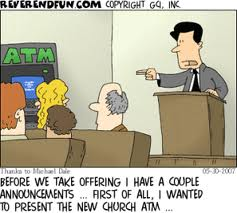 REVERENDFUN.COM COPYRIGHT GG, INC.
ATM
Thanks to Michael Dale 05-30-2007
BEFORE WE TAKE OFFERING I HAVE A COUPLE
ANNOUNCEMENTS ... FIRST OF ALL, I WANTED
TO PRESENT THE NEW CHURCH ATM ...